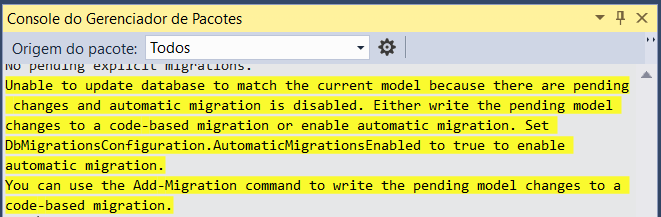 Console do Gerenciador de Pacotes
Origem do pacote: Todos
No pending explicit migrations.
Unable to update database to match the current model because there are pending
changes and automatic migration is disabled. Either write the pending model
changes to a code-based migration or enable automatic migration. Set
DbMigrationsConfiguration.AutomaticMigrationsEnabled to true to enable
automatic migration.
You can use the Add-Migration command to write the pending model changes to a
code-based migration.